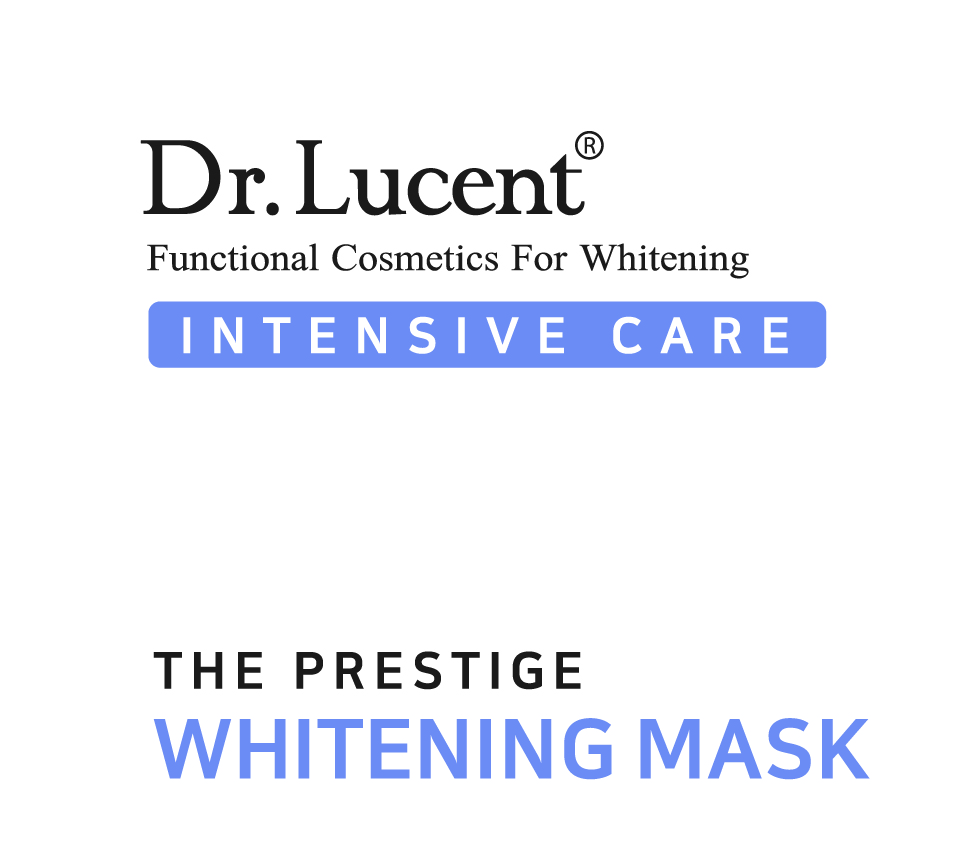 Dr. Lucent®
Functional Cosmetics For Whitening
INTENSIVE CARE
THE PRESTIGE
WHITENING MASK